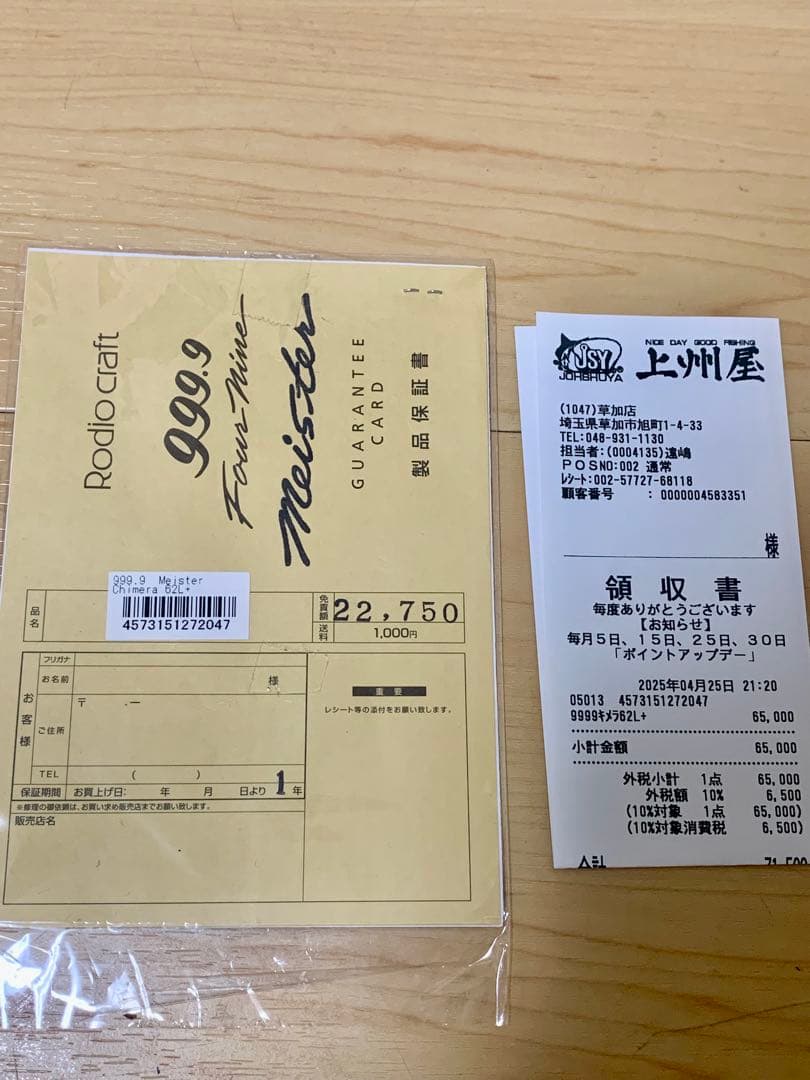 Rodio craft
999.9
Four Nine
Meister
GUARANTEE
CARD
製品保証書
品名
999.9 Meister
Chimera 62L+
4573151272047
免責額
22,750
送料
1,000円
お客様
フリガナ
お名前
様
ご住所
〒 -
TEL ( )
保証期間
お買上げ日: 年 月 日より 1 年
※修理の御依頼は、お買い求め販売店までお願い致します。
販売店名
重要
レシート等の添付をお願い致します。
NICE DAY GOOD FISHING
JSY
JOHSHUYA
上州屋
(1047)草加店
埼玉県草加市旭町1-4-33
TEL:048-931-1130
担当者:(0004135)遠嶋
POSNO:002 通常
レシート:002-57727-68118
顧客番号 : 0000004583351
様
領収書
毎度ありがとうございます
【お知らせ】
毎月5日、15日、25日、30日
「ポイントアップデー」
2025年04月25日 21:20
05013 4573151272047
9999キメラ62L+ 65,000
小計金額 65,000
外税小計 1点 65,000
外税額 10% 6,500
(10%対象 1点 65,000)
(10%対象消費税 6,500)
合計 71,500